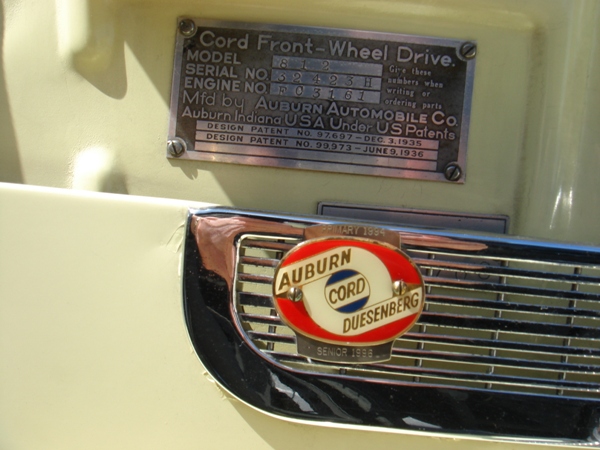 Cord Front-Wheel Drive.
MODEL 812
SERIAL NO. 32423H
ENGINE NO. FC3181
Give these
numbers when
writing or
ordering parts
Mfd by AUBURN AUTOMOBILE CO.
Auburn Indiana U.S.A. Under U.S. Patents
DESIGN PATENT NO. 97,697-DEC. 3, 1935
DESIGN PATENT NO. 99,973-JUNE 9, 1936
1994
AUBURN
CORD
DUESENBERG
SENIOR 1998